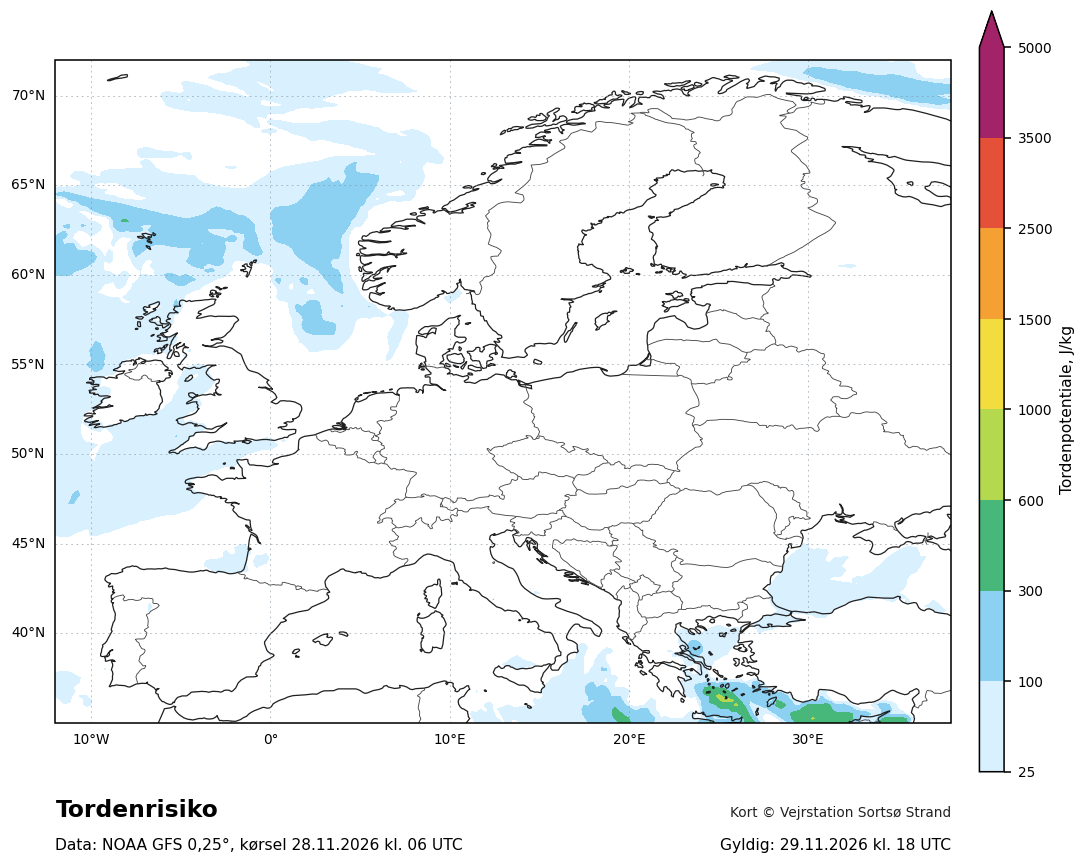 70°N
65°N
60°N
55°N
50°N
45°N
40°N
10°W
0°
10°E
20°E
30°E
5000
3500
2500
1500
1000
600
300
100
25
Tordenpotentiale, J/kg
Tordenrisiko
Kort © Vejrstation Sortsø Strand
Data: NOAA GFS 0,25°, kørsel 28.11.2026 kl. 06 UTC
Gyldig: 29.11.2026 kl. 18 UTC